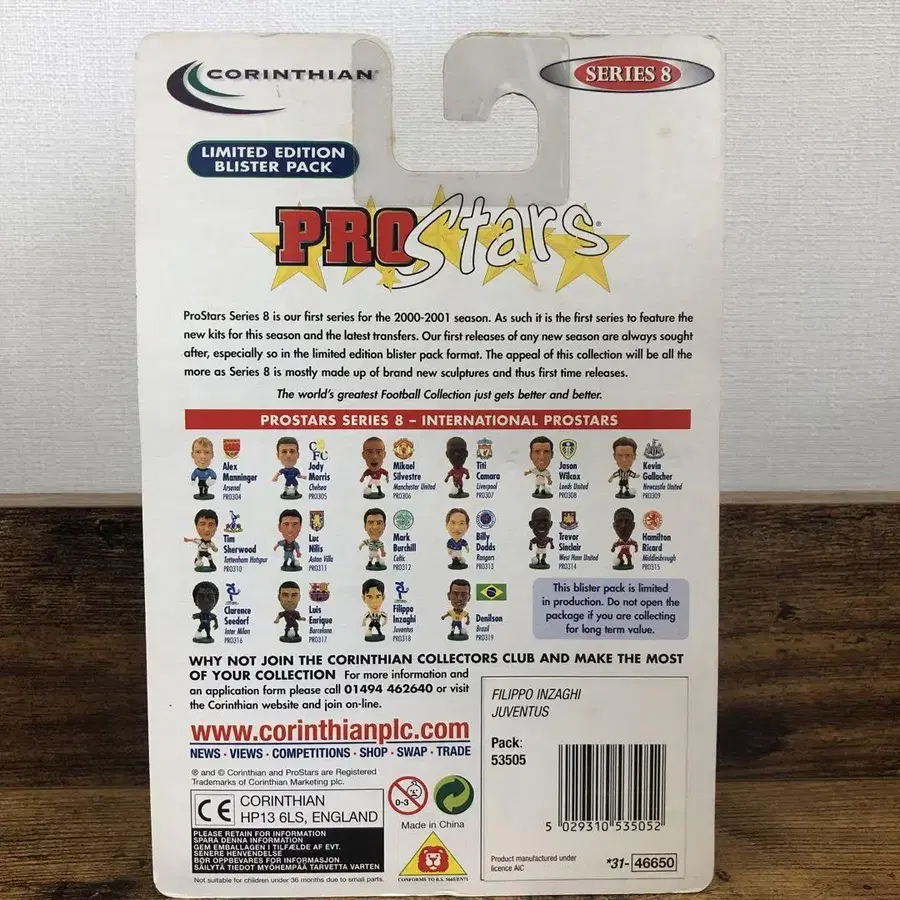 CORINTHIAN
SERIES 8
LIMITED EDITION
BLISTER PACK
PROStars
ProStars Series 8 is our first series for the 2000-2001 season. As such it is the first series to feature the
new kits for this season and the latest transfers. Our first releases of any new season are always sought
after, especially so in the limited edition blister pack format. The appeal of this collection will be all the
more as Series 8 is mostly made up of brand new sculptures and thus first time releases.
The world's greatest Football Collection just gets better and better.
PROSTARS SERIES 8 – INTERNATIONAL PROSTARS
Alex
Manninger
Arsenal
PRO304
Jody
Morris
Chelsea
PRO305
Mikael
Silvestre
Manchester United
PRO306
Titi
Camara
Liverpool
PRO307
Jason
Wilcox
Leeds United
PRO308
Kevin
Gallacher
Newcastle United
PRO309
Tim
Sherwood
Tottenham Hotspur
PRO310
Luc
Nilis
Aston Villa
PRO311
Mark
Burchill
Celtic
PRO312
Billy
Dodds
Rangers
PRO313
Trevor
Sinclair
West Ham United
PRO314
Hamilton
Ricard
Middlesbrough
PRO315
Clarence
Seedorf
Inter Milan
PRO316
Luis
Enrique
Barcelona
PRO317
Filippo
Inzaghi
Juventus
PRO318
Denilson
Brazil
PRO319
This blister pack is limited
in production. Do not open
the package if you are collecting
for long term value.
WHY NOT JOIN THE CORINTHIAN COLLECTORS CLUB AND MAKE THE MOST
OF YOUR COLLECTION For more information and
an application form please call 01494 462640 or visit
the Corinthian website and join on-line.
www.corinthianplc.com
NEWS · VIEWS · COMPETITIONS · SHOP · SWAP · TRADE
® and © Corinthian and ProStars are Registered
Trademarks of Corinthian Marketing plc.
CE CORINTHIAN
HP13 6LS, ENGLAND
PLEASE RETAIN FOR INFORMATION
SPARA DENNA INFORMATION
GEM EMBALLAGEN I TILFÆLDE AF EVT.
SENERE HENVENDELSE
BØR OPPBEVARES FOR INFORMASJON
SÄILYTÄ TIEDOT MYÖHEMPÄÄ TARVETTA VARTEN
Not suitable for children under 36 months due to small parts.
0-3
Made in China
CONFORMS TO B.S. 5665/EN71
FILIPPO INZAGHI
JUVENTUS
Pack:
53505
5 029310 535052
Product manufactured under
licence AIC
*31- 46650